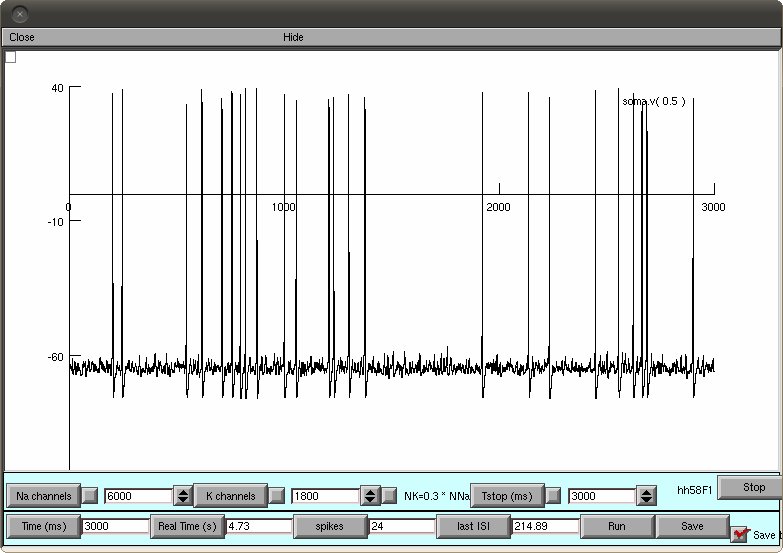 Close Hide
40
soma.v( 0.5 )
0 1000 2000 3000
-10
-60
Na channels 6000 K channels 1800 NK=0.3 * NNa Tstop (ms) 3000 hh58F1 Stop
Time (ms) 3000 Real Time (s) 4.73 spikes 24 last ISI 214.89 Run Save Save